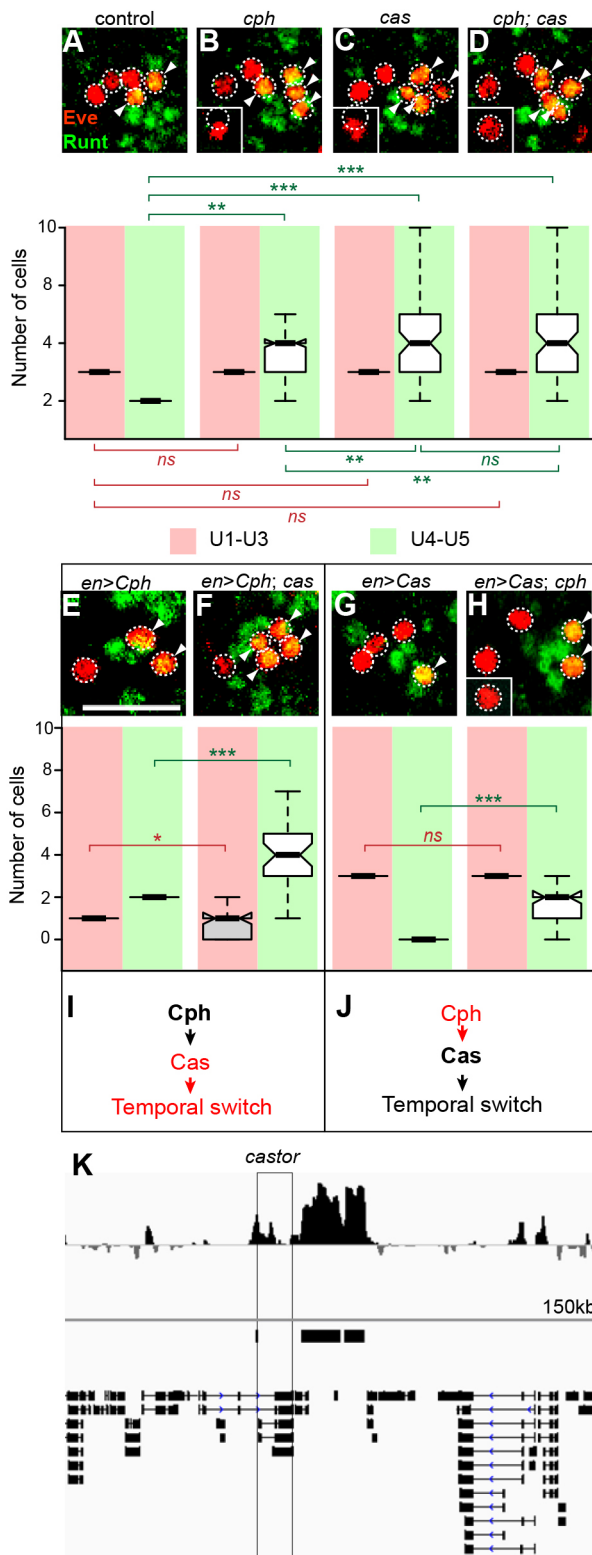 control
cph
cas
cph; cas
A
B
C
D
Eve
Runt
***
***
**
10
8
4
2
Number of cells
ns
**
ns
ns
**
ns
U1-U3
U4-U5
en>Cph
en>Cph; cas
en>Cas
en>Cas; cph
E
F
G
H
10
8
6
4
2
0
Number of cells
***
*
***
ns
I
Cph
Cas
Temporal switch
J
Cph
Cas
Temporal switch
K
castor
150kb